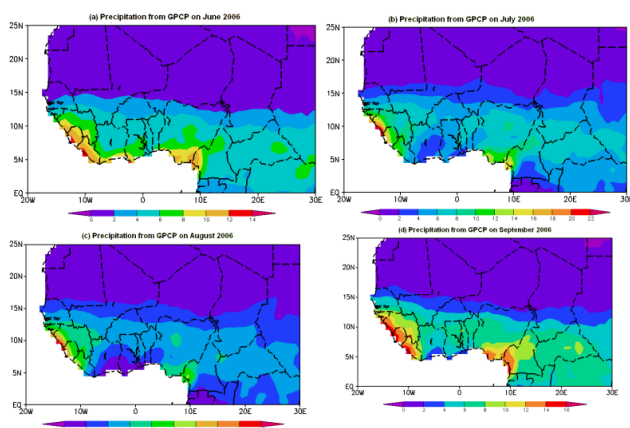 (a) Precipitation from GPCP on June 2006
25N
20N
15N
10N
5N
EQ
20W 10W 0 10E 20E 30E
0 2 4 6 8 10 12 14
(b) Precipitation from GPCP on July 2006
25N
20N
15N
10N
5N
EQ
20W 10W 0 10E 20E 30E
10 12 14 16 18 20 22
(c) Precipitation from GPCP on August 2006
25N
20N
15N
10N
5N
EQ
20W 10W 0 10E 20E 30E
(d) Precipitation from GPCP on September 2006
25N
20N
15N
10N
5N
EQ
20W 10W 0 10E 20E 30E
0 2 4 6 8 10 12 14 16